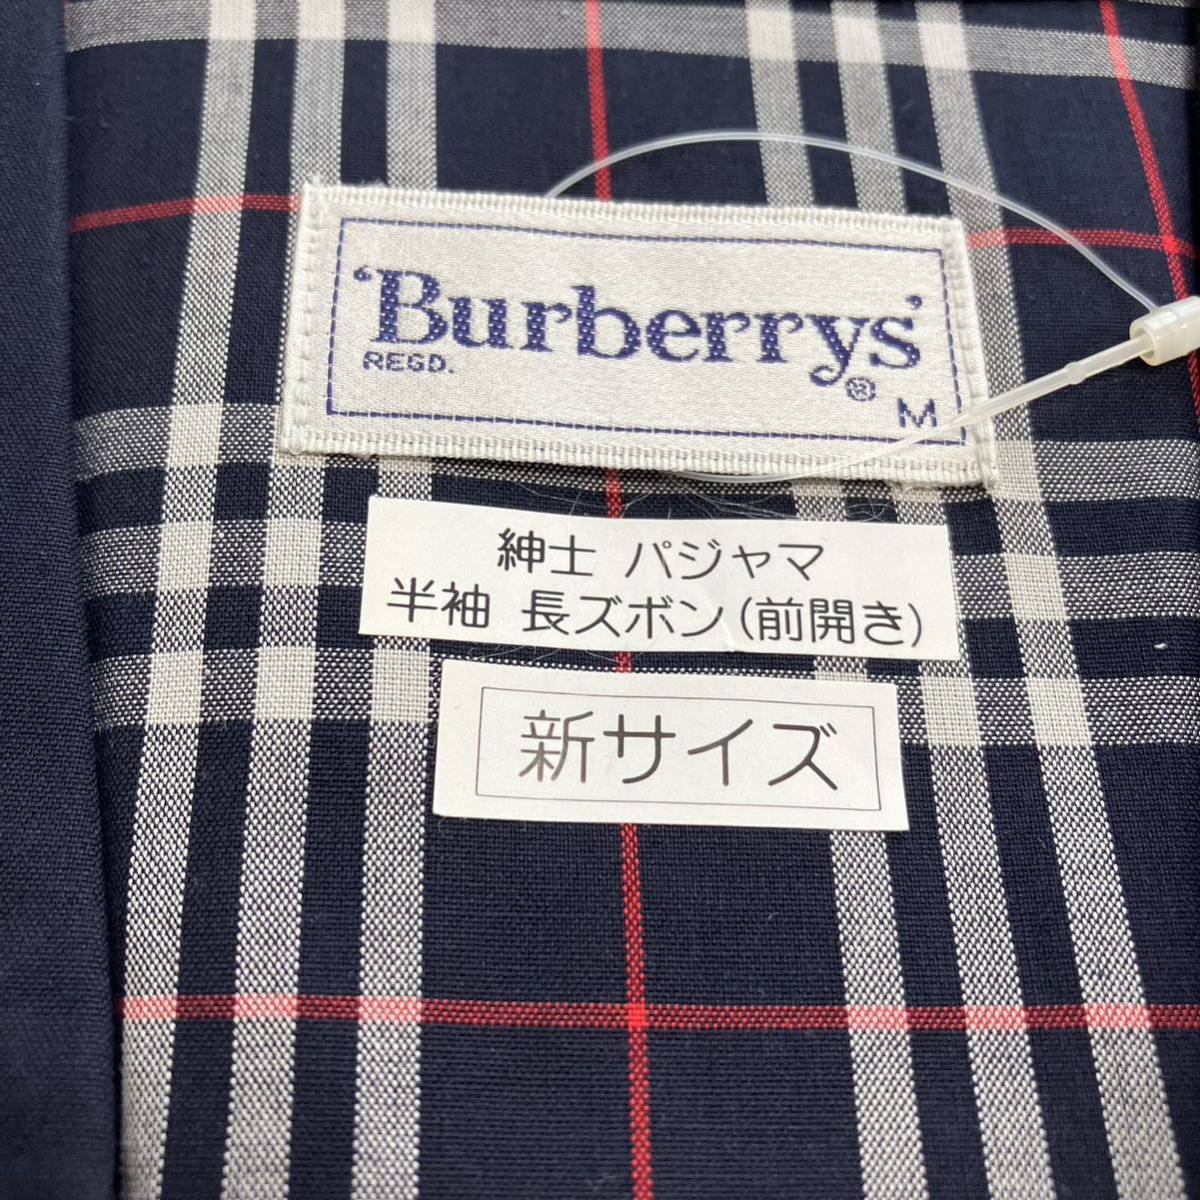 ‘Burberrys’
REGD.
®
M
紳士 パジャマ
半袖 長ズボン(前開き)
新サイズ